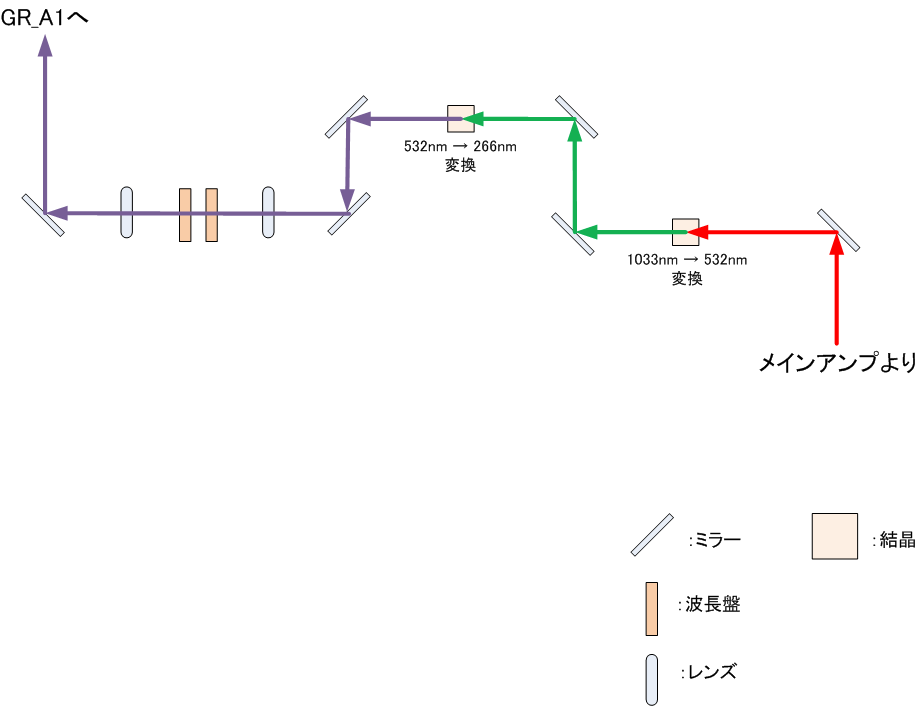 GR_A1へ
532nm → 266nm
変換
1033nm → 532nm
変換
メインアンプより
:ミラー
:結晶
:波長盤
:レンズ